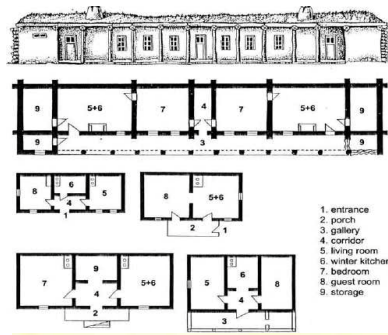 9 5+6 7 4 7 5+6 9
9 3 9
8 6 5
4
1
8 5+6
2 1
1. entrance
2. porch
3. gallery
4. corridor
5. living room
6. winter kitchen
7. bedroom
8. guest room
9. storage
7 9 5+6
4
2
5 6 8
4
3